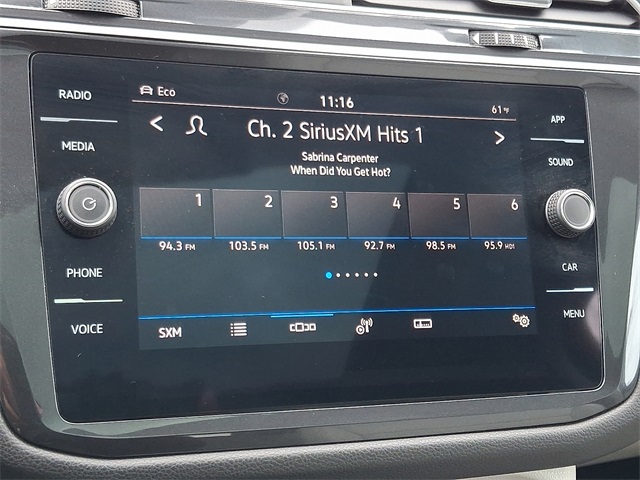 RADIO
MEDIA
PHONE
VOICE
Eco
11:16
61 °F
< Ch. 2 SiriusXM Hits 1 >
Sabrina Carpenter
When Did You Get Hot?
1 2 3 4 5 6
94.3 FM 103.5 FM 105.1 FM 92.7 FM 98.5 FM 95.9 HD1
SXM
APP
SOUND
CAR
MENU